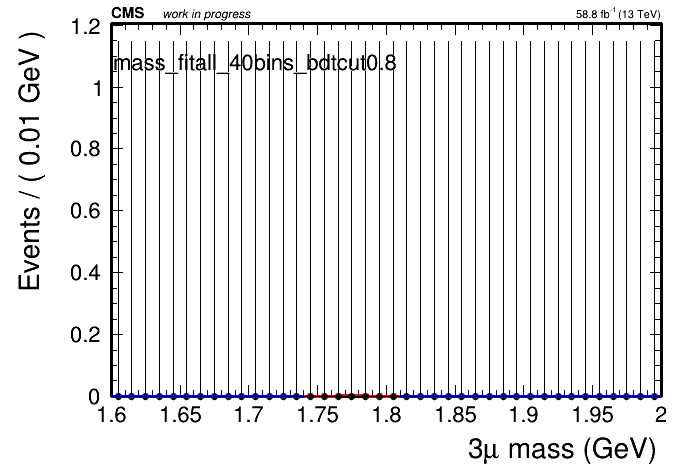 CMS work in progress 58.8 fb⁻¹ (13 TeV)
mass_fitall_40bins_bdtcut0.8
Events / ( 0.01 GeV )
1.2
1
0.8
0.6
0.4
0.2
0
1.6 1.65 1.7 1.75 1.8 1.85 1.9 1.95 2
3μ mass (GeV)